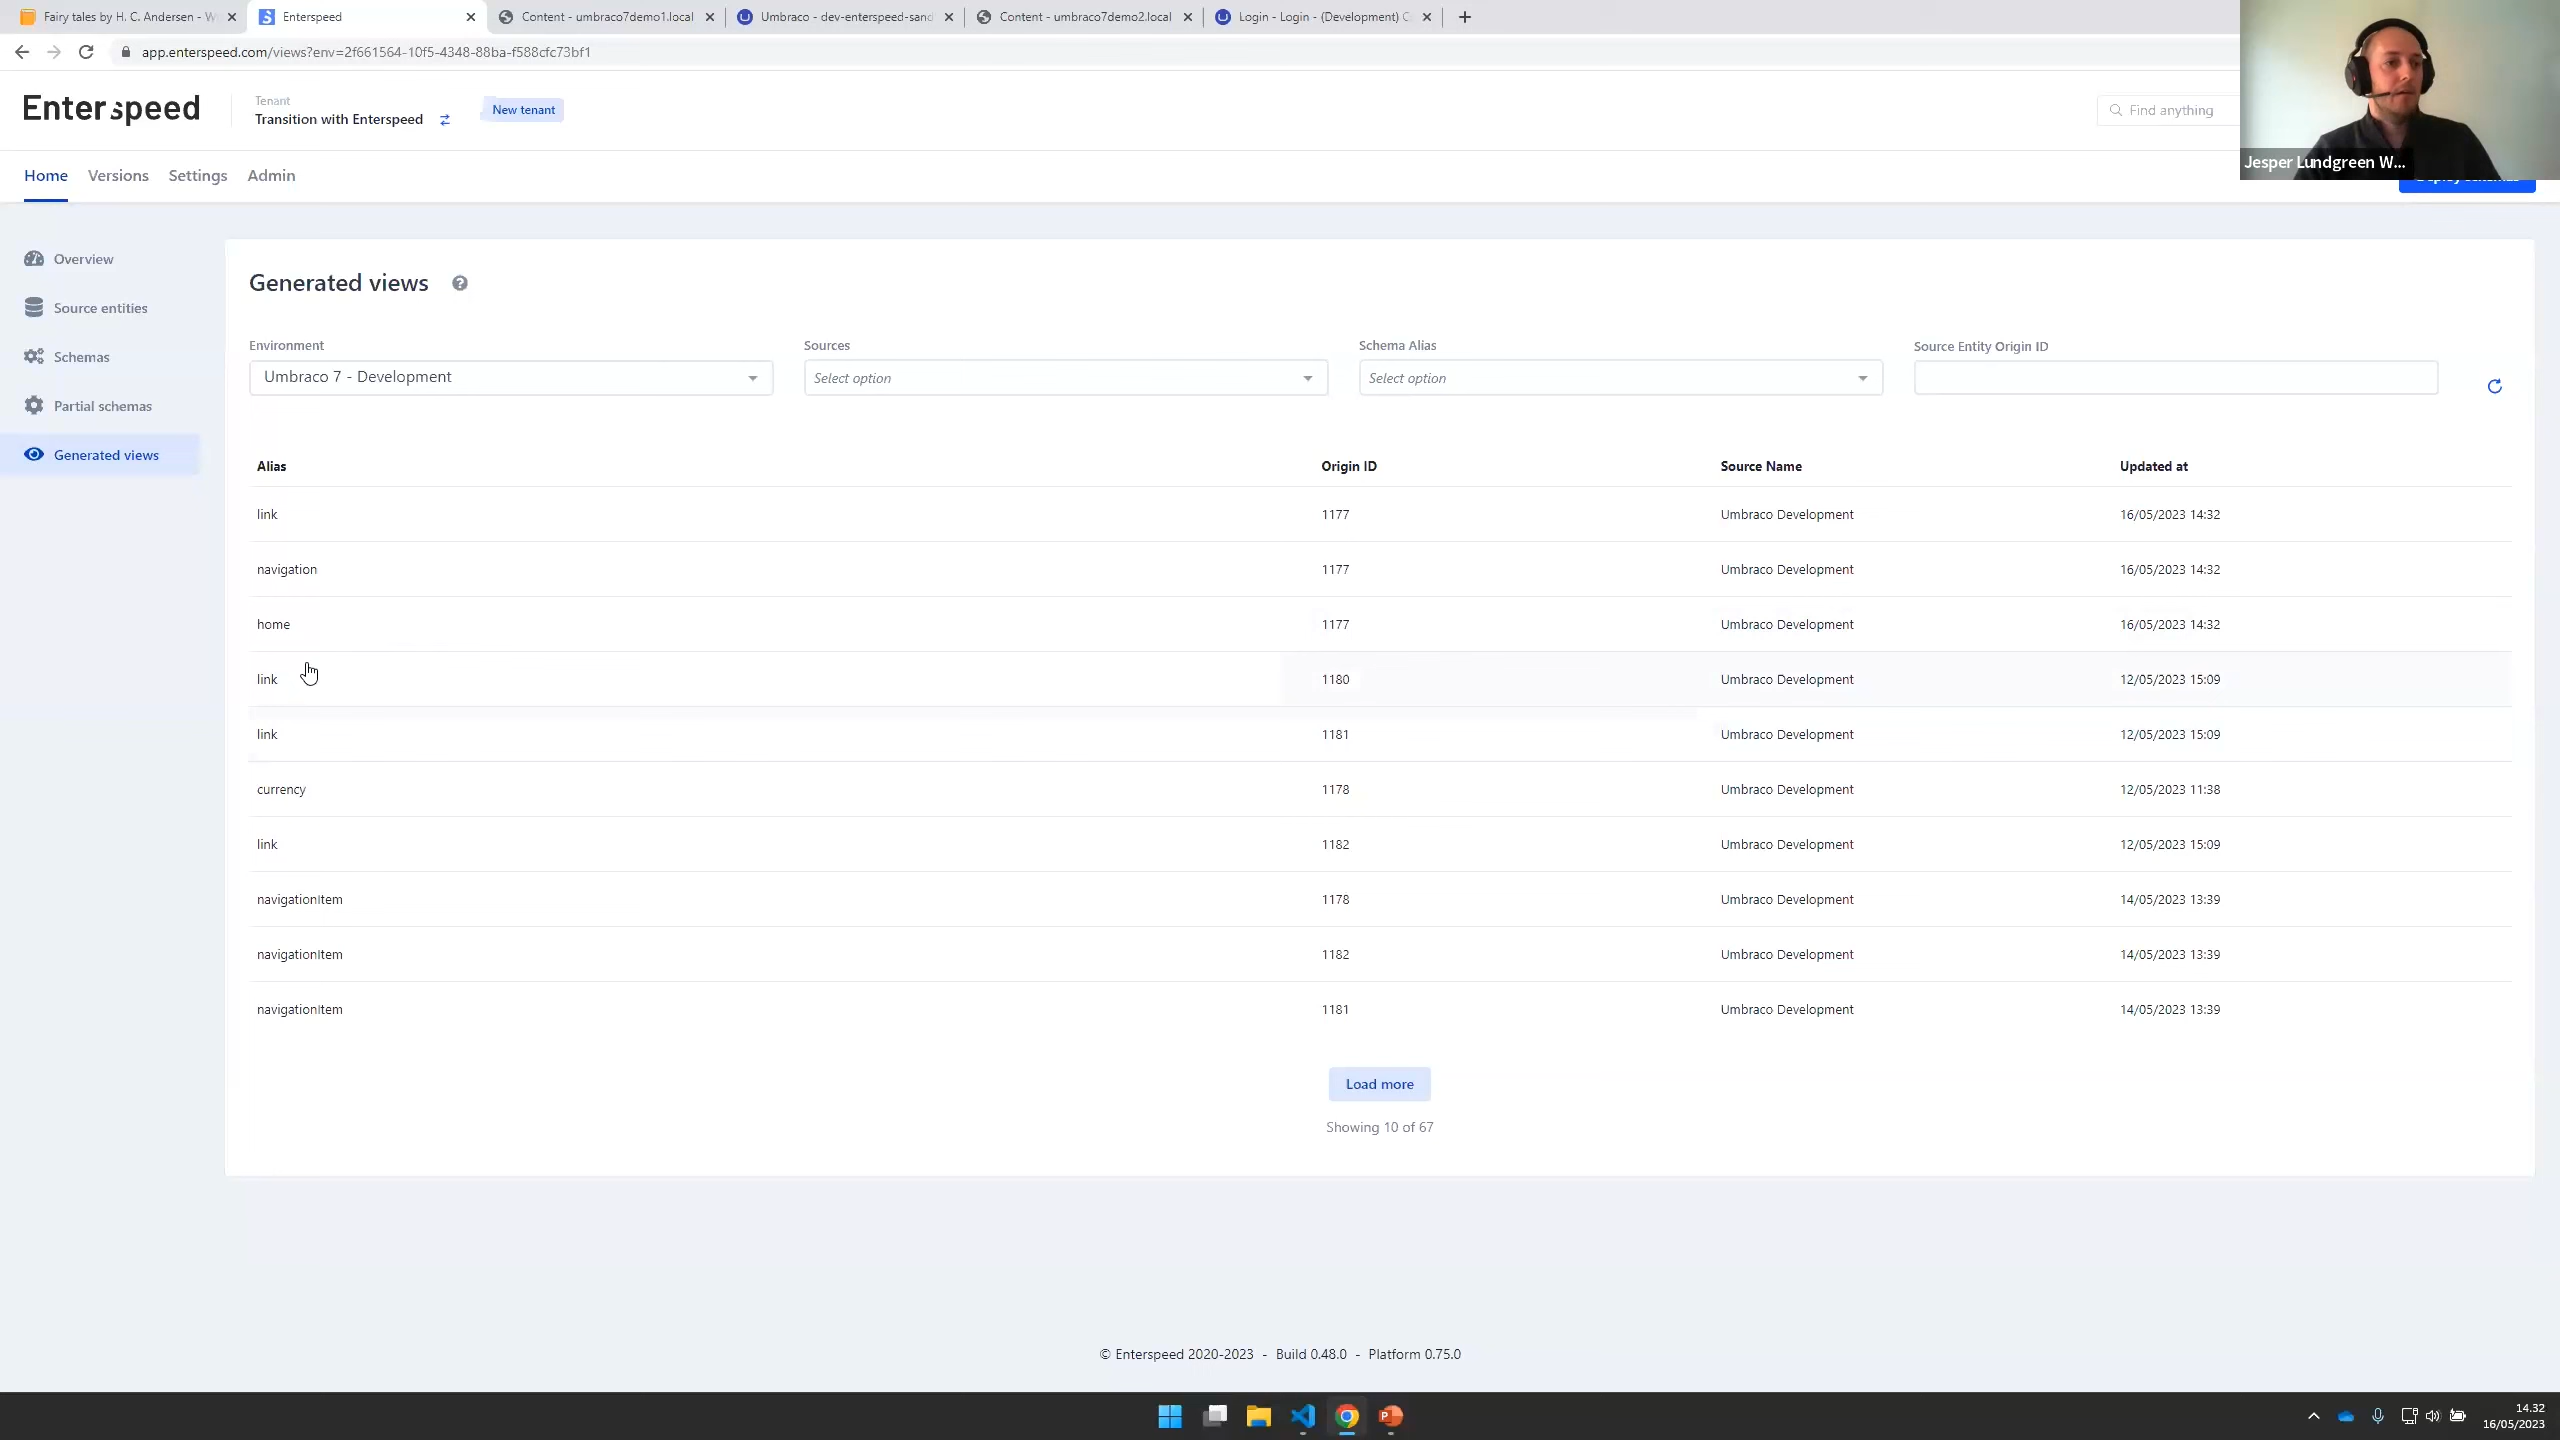 Fairy tales by H. C. Andersen - W
Enterspeed
Content - umbraco7demo1.local
Umbraco - dev-enterspeed-sand
Content - umbraco7demo2.local
Login - Login - (Development) C
app.enterspeed.com/views?env=2f661564-10f5-4348-88ba-f588cfc73bf1
Enterspeed
Tenant
Transition with Enterspeed
New tenant
Find anything
Jesper Lundgreen W...
Home
Versions
Settings
Admin
Overview
Source entities
Schemas
Partial schemas
Generated views
Generated views
Environment
Sources
Schema Alias
Source Entity Origin ID
Umbraco 7 - Development
Select option
Select option
Alias Origin ID Source Name Updated at
link 1177 Umbraco Development 16/05/2023 14:32
navigation 1177 Umbraco Development 16/05/2023 14:32
home 1177 Umbraco Development 16/05/2023 14:32
link 1180 Umbraco Development 12/05/2023 15:09
link 1181 Umbraco Development 12/05/2023 15:09
currency 1178 Umbraco Development 12/05/2023 11:38
link 1182 Umbraco Development 12/05/2023 15:09
navigationItem 1178 Umbraco Development 14/05/2023 13:39
navigationItem 1182 Umbraco Development 14/05/2023 13:39
navigationItem 1181 Umbraco Development 14/05/2023 13:39
Load more
Showing 10 of 67
© Enterspeed 2020-2023 - Build 0.48.0 - Platform 0.75.0
14.32
16/05/2023